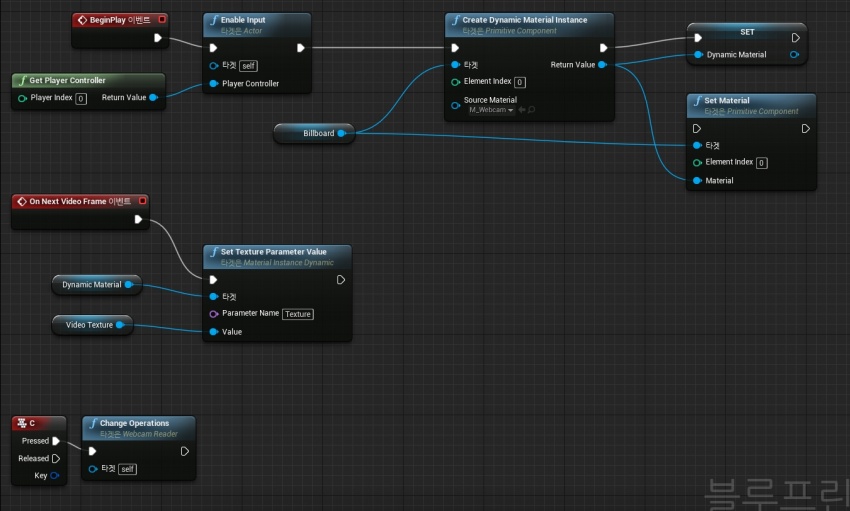 BeginPlay 이벤트
Enable Input
타겟은 Actor
타겟 self
Player Controller
Get Player Controller
Player Index 0 Return Value
Create Dynamic Material Instance
타겟은 Primitive Component
타겟 Return Value
Element Index 0
Source Material
M_Webcam
SET
Dynamic Material
Billboard
Set Material
타겟은 Primitive Component
타겟
Element Index 0
Material
On Next Video Frame 이벤트
Set Texture Parameter Value
타겟은 Material Instance Dynamic
타겟
Parameter Name Texture
Value
Dynamic Material
Video Texture
C
Pressed
Released
Key
Change Operations
타겟은 Webcam Reader
타겟 self